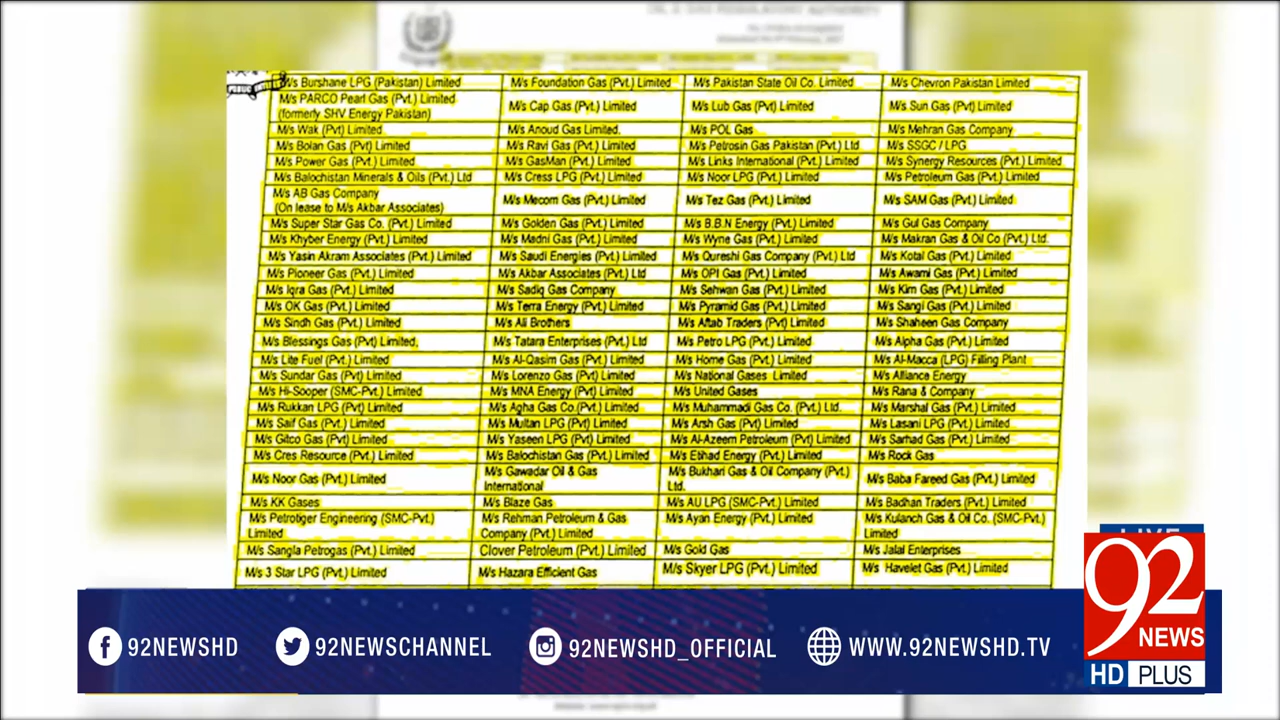 OIL & GAS REGULATORY AUTHORITY
M/s Burshane LPG (Pakistan) Limited M/s Foundation Gas (Pvt.) Limited M/s Pakistan State Oil Co. Limited M/s Chevron Pakistan Limited
M/s PARCO Pearl Gas (Pvt.) Limited
(formerly SHV Energy Pakistan) M/s Cap Gas (Pvt.) Limited M/s Lub Gas (Pvt) Limited M/s Sun Gas (Pvt) Limited
M/s Wak (Pvt) Limited M/s Anoud Gas Limited. M/s POL Gas M/s Mehran Gas Company
M/s Bolan Gas (Pvt) Limited M/s Ravi Gas (Pvt.) Limited M/s Petrosin Gas Pakistan (Pvt.) Ltd M/s SSGC / LPG
M/s Power Gas (Pvt.) Limited M/s GasMan (Pvt.) Limited M/s Links International (Pvt.) Limited M/s Synergy Resources (Pvt.) Limited
M/s Balochistan Minerals & Oils (Pvt.) Ltd M/s Cress LPG (Pvt.) Limited M/s Noor LPG (Pvt.) Limited M/s Petroleum Gas (Pvt.) Limited
M/s AB Gas Company
(On lease to M/s Akbar Associates) M/s Mecom Gas (Pvt.) Limited M/s Tez Gas (Pvt.) Limited M/s SAM Gas (Pvt.) Limited
M/s Super Star Gas Co. (Pvt.) Limited M/s Golden Gas (Pvt.) Limited M/s B.B.N Energy (Pvt.) Limited M/s Gul Gas Company
M/s Khyber Energy (Pvt.) Limited M/s Madni Gas (Pvt.) Limited M/s Wyne Gas (Pvt.) Limited M/s Makran Gas & Oil Co (Pvt.) Ltd.
M/s Yasin Akram Associates (Pvt.) Limited M/s Saudi Energies (Pvt.) Limited M/s Qureshi Gas Company (Pvt.) Ltd M/s Kotal Gas (Pvt.) Limited
M/s Pioneer Gas (Pvt.) Limited M/s Akbar Associates (Pvt.) Ltd M/s OPI Gas (Pvt.) Limited M/s Awami Gas (Pvt.) Limited
M/s Iqra Gas (Pvt.) Limited M/s Sadiq Gas Company M/s Sehwan Gas (Pvt.) Limited M/s Kim Gas (Pvt.) Limited
M/s OK Gas (Pvt.) Limited M/s Terra Energy (Pvt.) Limited M/s Pyramid Gas (Pvt.) Limited M/s Sangi Gas (Pvt.) Limited
M/s Sindh Gas (Pvt) Limited M/s Ali Brothers M/s Aftab Traders (Pvt) Limited M/s Shaheen Gas Company
M/s Blessings Gas (Pvt) Limited, M/s Tatara Enterprises (Pvt.) Ltd M/s Petro LPG (Pvt.) Limited M/s Alpha Gas (Pvt.) Limited
M/s Lite Fuel (Pvt.) Limited M/s Al-Qasim Gas (Pvt.) Limited M/s Home Gas (Pvt.) Limited M/s Al-Macca (LPG) Filling Plant
M/s Sundar Gas (Pvt) Limited M/s Lorenzo Gas (Pvt) Limited M/s National Gases Limited M/s Alliance Energy
M/s Hi-Sooper (SMC-Pvt.) Limited M/s MNA Energy (Pvt) Limited M/s United Gases M/s Rana & Company
M/s Rukkan LPG (Pvt) Limited M/s Agha Gas Co.(Pvt.) Limited M/s Muhammadi Gas Co. (Pvt.) Ltd. M/s Marshal Gas (Pvt.) Limited
M/s Saif Gas (Pvt.) Limited M/s Multan LPG (Pvt) Limited M/s Arsh Gas (Pvt.) Limited M/s Lasani LPG (Pvt.) Limited
M/s Gitco Gas (Pvt) Limited M/s Yaseen LPG (Pvt) Limited M/s Al-Azeem Petroleum (Pvt) Limited M/s Sarhad Gas (Pvt.) Limited
M/s Cres Resource (Pvt.) Limited M/s Balochistan Gas (Pvt.) Limited M/s Etihad Energy (Pvt.) Limited M/s Rock Gas
M/s Noor Gas (Pvt.) Limited M/s Gawadar Oil & Gas
International M/s Bukhari Gas & Oil Company (Pvt.)
Ltd. M/s Baba Fareed Gas (Pvt.) Limited
M/s KK Gases M/s Blaze Gas M/s AU LPG (SMC-Pvt.) Limited M/s Badhan Traders (Pvt.) Limited
M/s Petrotiger Engineering (SMC-Pvt.)
Limited M/s Rehman Petroleum & Gas
Company (Pvt.) Limited M/s Ayan Energy (Pvt.) Limited M/s Kulanch Gas & Oil Co. (SMC-Pvt.)
Limited
M/s Sangla Petrogas (Pvt.) Limited Clover Petroleum (Pvt.) Limited M/s Gold Gas M/s Jalal Enterprises
M/s 3 Star LPG (Pvt.) Limited M/s Hazara Efficient Gas M/s Skyer LPG (Pvt.) Limited M/s Havelet Gas (Pvt.) Limited
LIVE
92
NEWS
HD PLUS
92NEWSHD 92NEWSCHANNEL 92NEWSHD_OFFICIAL WWW.92NEWSHD.TV